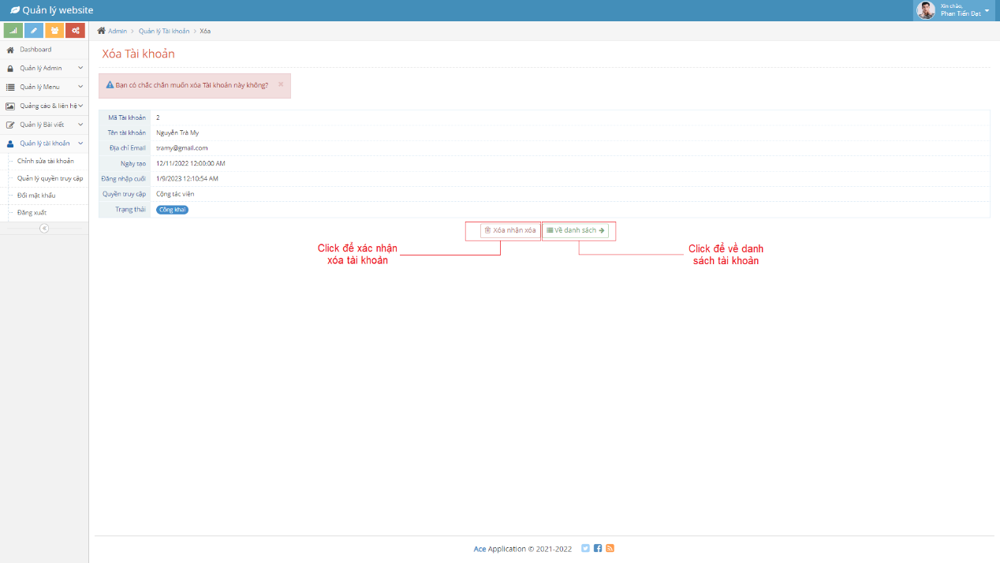 Quản lý website
Xin chào,
Phan Tiến Đạt
Admin
Quản lý Tài khoản
Xóa
Dashboard
Quản lý Admin
Quản lý Menu
Quảng cáo & liên hệ
Quản lý Bài viết
Quản lý tài khoản
Chỉnh sửa tài khoản
Quản lý quyền truy cập
Đổi mật khẩu
Đăng xuất
Xóa Tài khoản
Bạn có chắc chắn muốn xóa Tài khoản này không? ×
Mã Tài khoản 2
Tên tài khoản Nguyễn Trà My
Địa chỉ Email tramy@gmail.com
Ngày tạo 12/11/2022 12:00:00 AM
Đăng nhập cuối 1/9/2023 12:10:54 AM
Quyền truy cập Cộng tác viên
Trạng thái Công khai
Xóa nhận xóa
Về danh sách
Click để xác nhận
xóa tài khoản
Click để về danh
sách tài khoản
Ace Application © 2021-2022